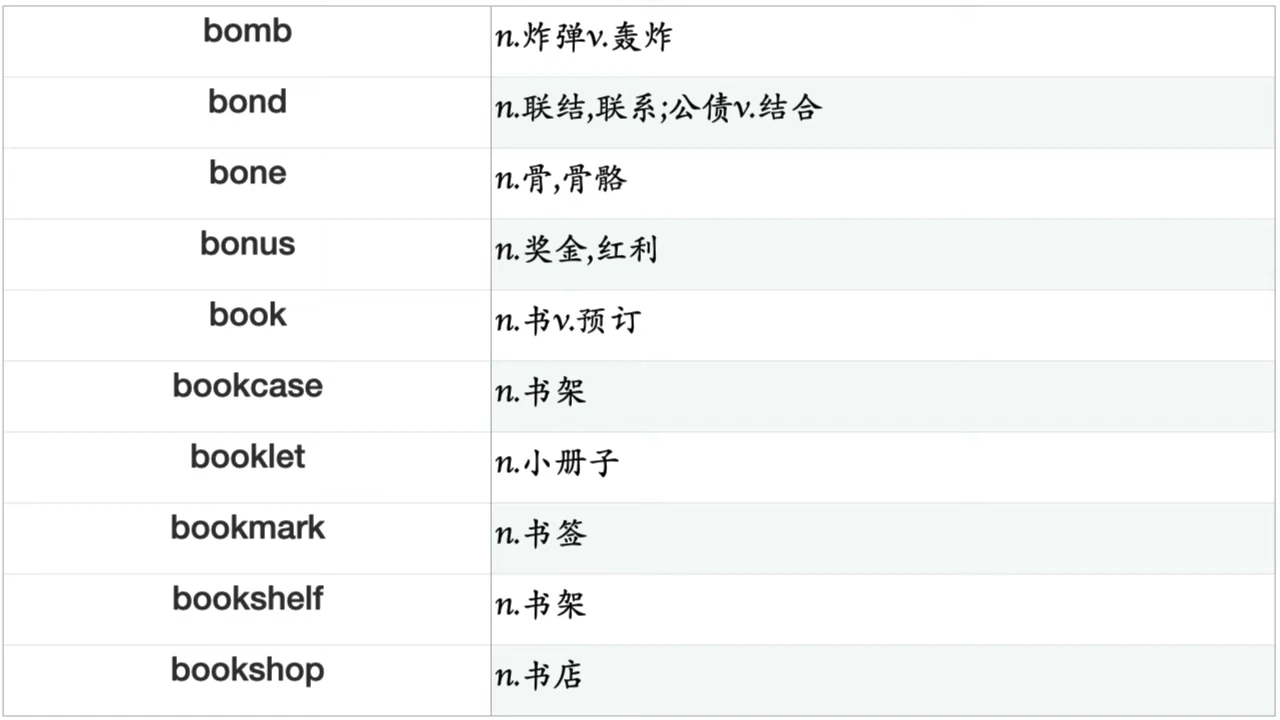 bomb n.炸弹v.轰炸
bond n.联结,联系;公债v.结合
bone n.骨,骨骼
bonus n.奖金,红利
book n.书v.预订
bookcase n.书架
booklet n.小册子
bookmark n.书签
bookshelf n.书架
bookshop n.书店